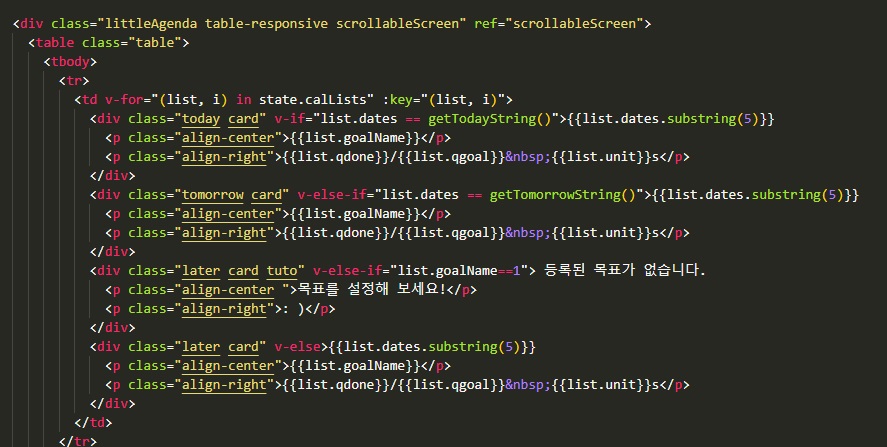 <div class="littleAgenda table-responsive scrollableScreen" ref="scrollableScreen">
<table class="table">
<tbody>
<tr>
<td v-for="(list, i) in state.calLists" :key="(list, i)">
<div class="today card" v-if="list.dates == getTodayString()">{{list.dates.substring(5)}}
<p class="align-center">{{list.goalName}}</p>
<p class="align-right">{{list.qdone}}/{{list.qgoal}}&nbsp;{{list.unit}}s</p>
</div>
<div class="tomorrow card" v-else-if="list.dates == getTomorrowString()">{{list.dates.substring(5)}}
<p class="align-center">{{list.goalName}}</p>
<p class="align-right">{{list.qdone}}/{{list.qgoal}}&nbsp;{{list.unit}}s</p>
</div>
<div class="later card tuto" v-else-if="list.goalName==1"> 등록된 목표가 없습니다.
<p class="align-center ">목표를 설정해 보세요!</p>
<p class="align-right">: )</p>
</div>
<div class="later card" v-else>{{list.dates.substring(5)}}
<p class="align-center">{{list.goalName}}</p>
<p class="align-right">{{list.qdone}}/{{list.qgoal}}&nbsp;{{list.unit}}s</p>
</div>
</td>
</tr>